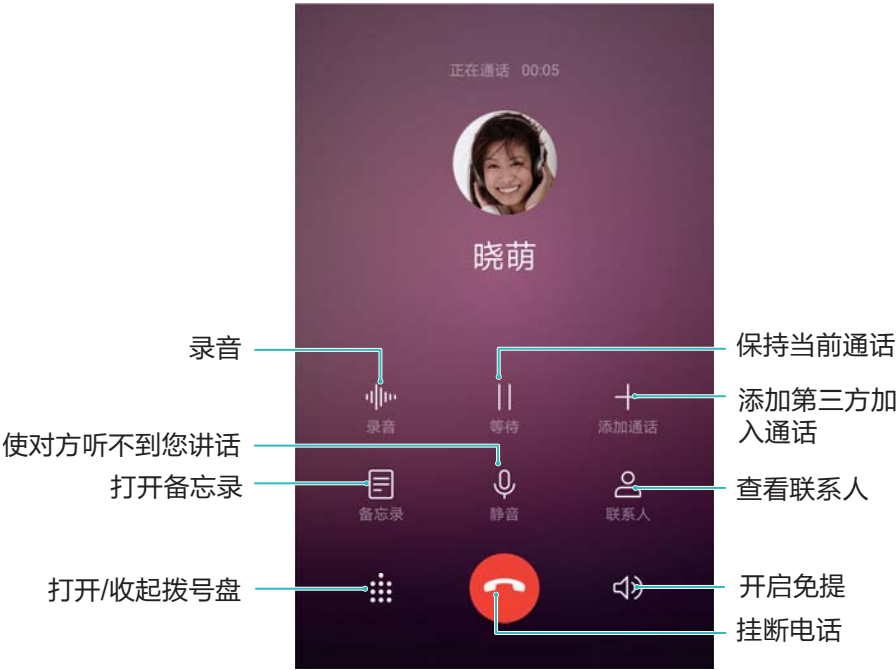 正在通话 00:05
晓萌
录音
保持当前通话
录音
等待
添加通话
添加第三方加
入通话
使对方听不到您讲话
打开备忘录
备忘录
静音
联系人
查看联系人
打开/收起拨号盘
开启免提
挂断电话